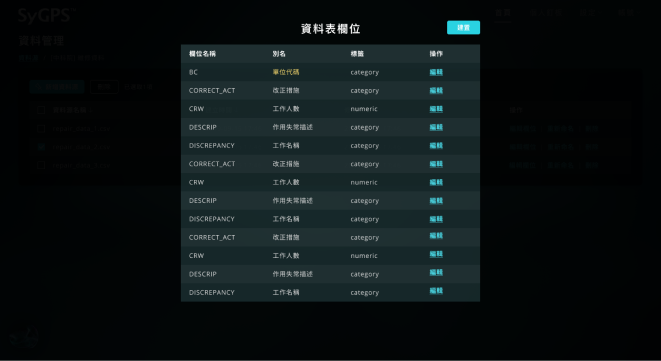 SyGPS
資料管理
資料表欄位
欄位名稱 別名 標籤 操作
BC 單位代碼 category 編輯
CORRECT_ACT 改正措施 category 編輯
CRW 工作人數 numeric 編輯
DESCRIP 作用失常描述 category 編輯
DISCREPANCY 工作名稱 category 編輯
CORRECT_ACT 改正措施 category 編輯
CRW 工作人數 numeric 編輯
DESCRIP 作用失常描述 category 編輯
DISCREPANCY 工作名稱 category 編輯
CORRECT_ACT 改正措施 category 編輯
CRW 工作人數 numeric 編輯
DESCRIP 作用失常描述 category 編輯
DISCREPANCY 工作名稱 category 編輯